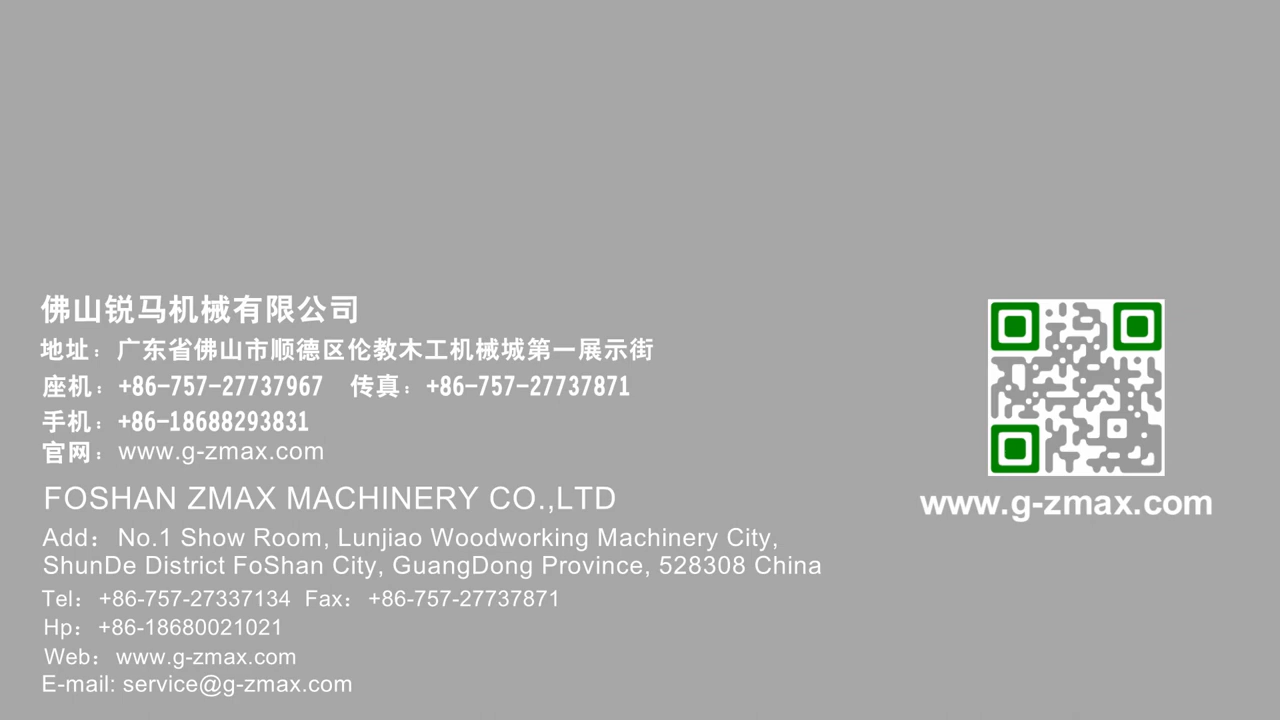 佛山锐马机械有限公司
地址：广东省佛山市顺德区伦教木工机械城第一展示街
座机：+86-757-27737967 传真：+86-757-27737871
手机：+86-18688293831
官网：www.g-zmax.com
FOSHAN ZMAX MACHINERY CO.,LTD
Add：No.1 Show Room, Lunjiao Woodworking Machinery City,
ShunDe District FoShan City, GuangDong Province, 528308 China
Tel：+86-757-27337134 Fax：+86-757-27737871
Hp：+86-18680021021
Web：www.g-zmax.com
E-mail: service@g-zmax.com
www.g-zmax.com